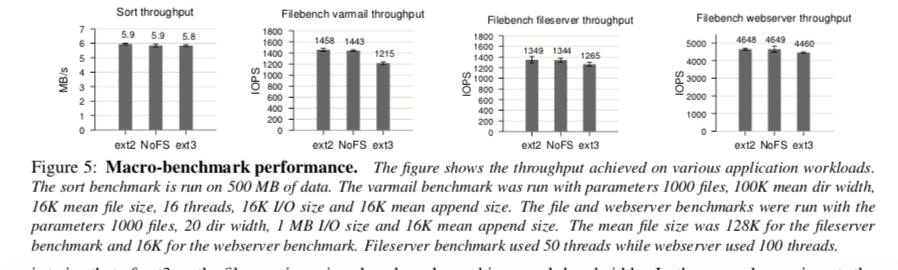 Sort throughput
7
6
5
4
3
2
1
0
MB/s
5.9 5.9 5.8
ext2 NoFS ext3
Filebench varmail throughput
1800
1600
1400
1200
1000
800
600
400
200
0
IOPS
1458 1443
1215
ext2 NoFS ext3
Filebench fileserver throughput
1800
1600
1400
1200
1000
800
600
400
200
0
IOPS
1349 1344 1265
ext2 NoFS ext3
Filebench webserver throughput
5000
4000
3000
2000
1000
0
IOPS
4648 4649 4460
ext2 NoFS ext3
Figure 5: Macro-benchmark performance. The figure shows the throughput achieved on various application workloads.
The sort benchmark is run on 500 MB of data. The varmail benchmark was run with parameters 1000 files, 100K mean dir width,
16K mean file size, 16 threads, 16K I/O size and 16K mean append size. The file and webserver benchmarks were run with the
parameters 1000 files, 20 dir width, 1 MB I/O size and 16K mean append size. The mean file size was 128K for the fileserver
benchmark and 16K for the webserver benchmark. Fileserver benchmark used 50 threads while webserver used 100 threads.